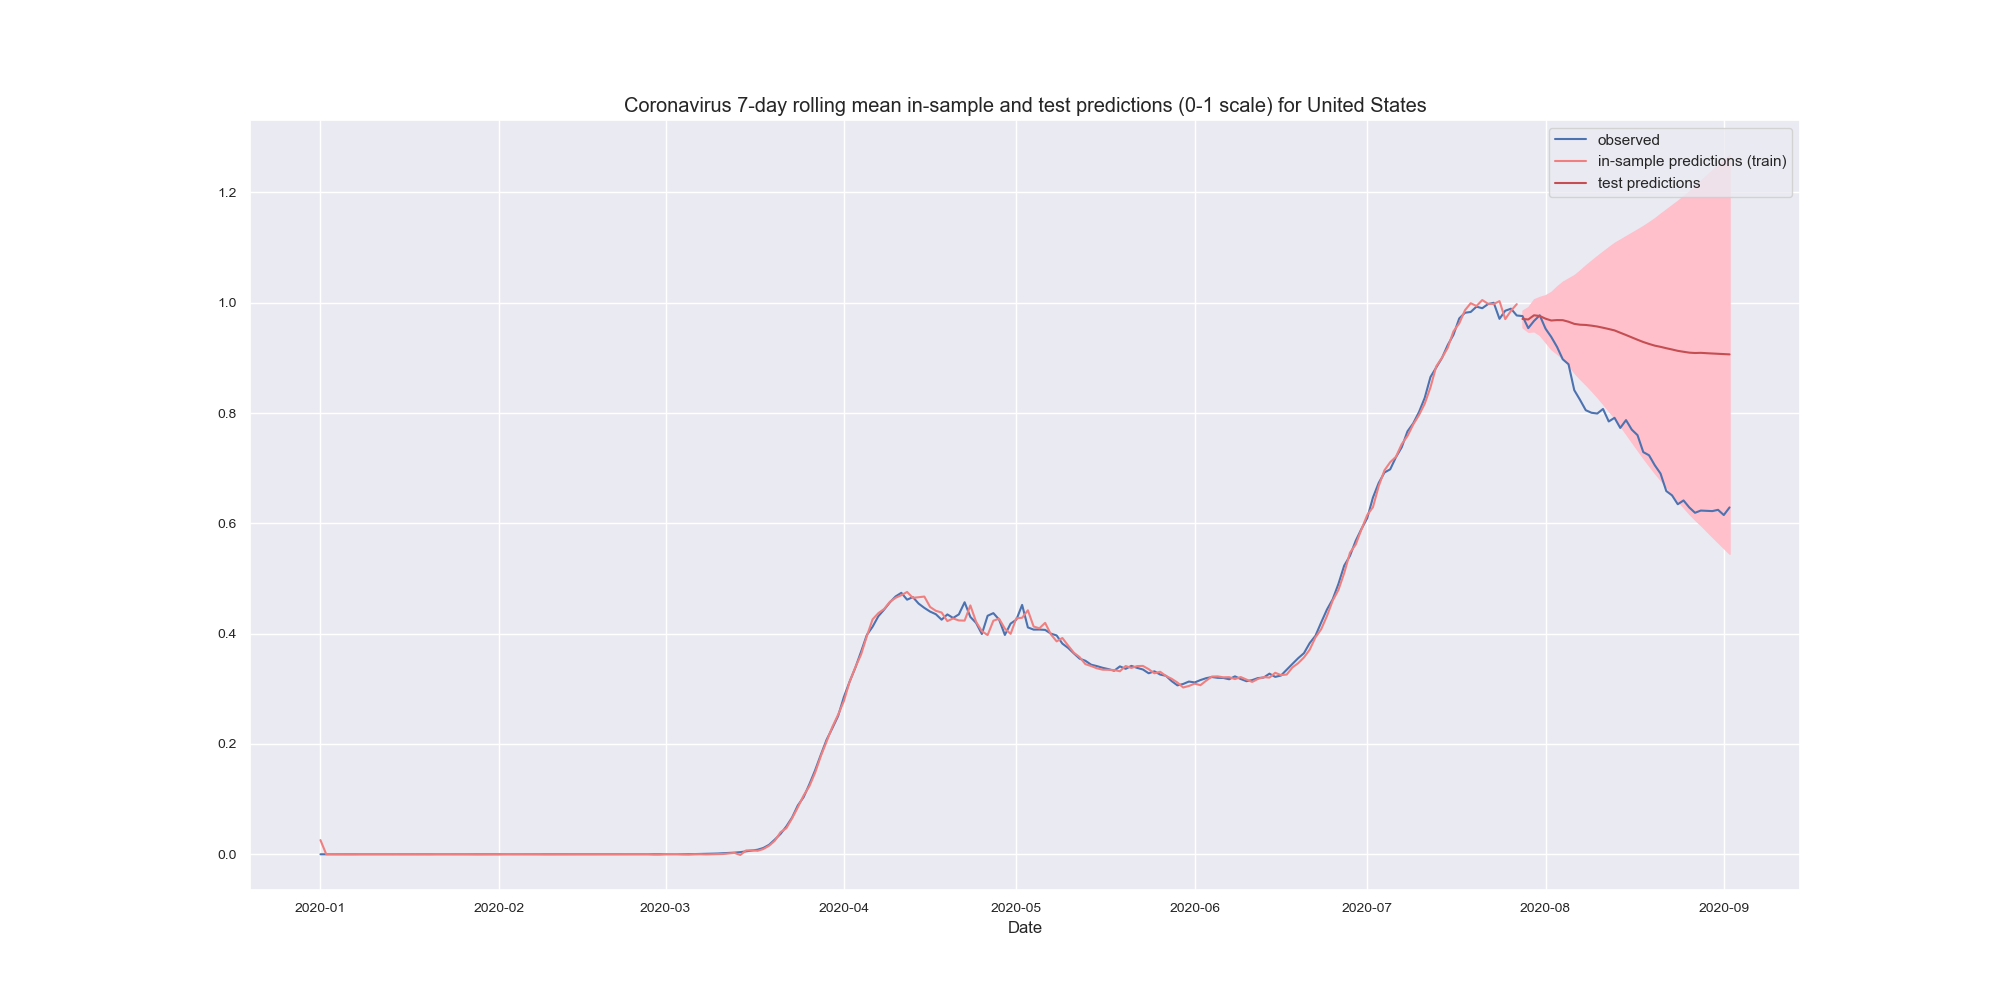 Coronavirus 7-day rolling mean in-sample and test predictions (0-1 scale) for United States
observed
in-sample predictions (train)
test predictions
1.2
1.0
0.8
0.6
0.4
0.2
0.0
2020-01 2020-02 2020-03 2020-04 2020-05 2020-06 2020-07 2020-08 2020-09
Date